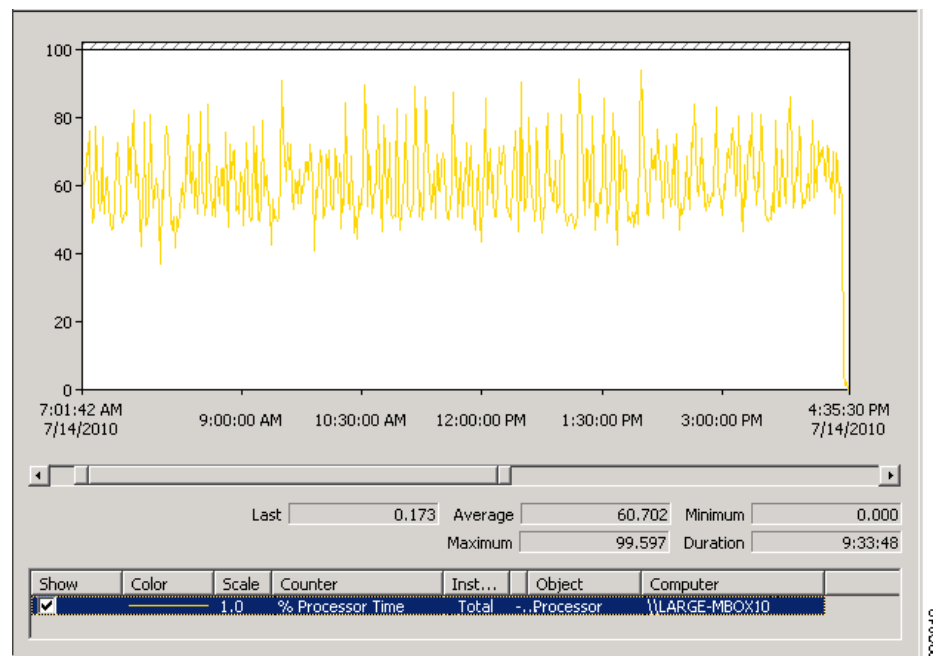 100
80
60
40
20
0
7:01:42 AM 9:00:00 AM 10:30:00 AM 12:00:00 PM 1:30:00 PM 3:00:00 PM 4:35:30 PM
7/14/2010 7/14/2010
Last 0.173 Average 60.702 Minimum 0.000
Maximum 99.597 Duration 9:33:48
Show Color Scale Counter Inst... Object Computer
1.0 % Processor Time _Total -.. Processor \\LARGE-MBOX10